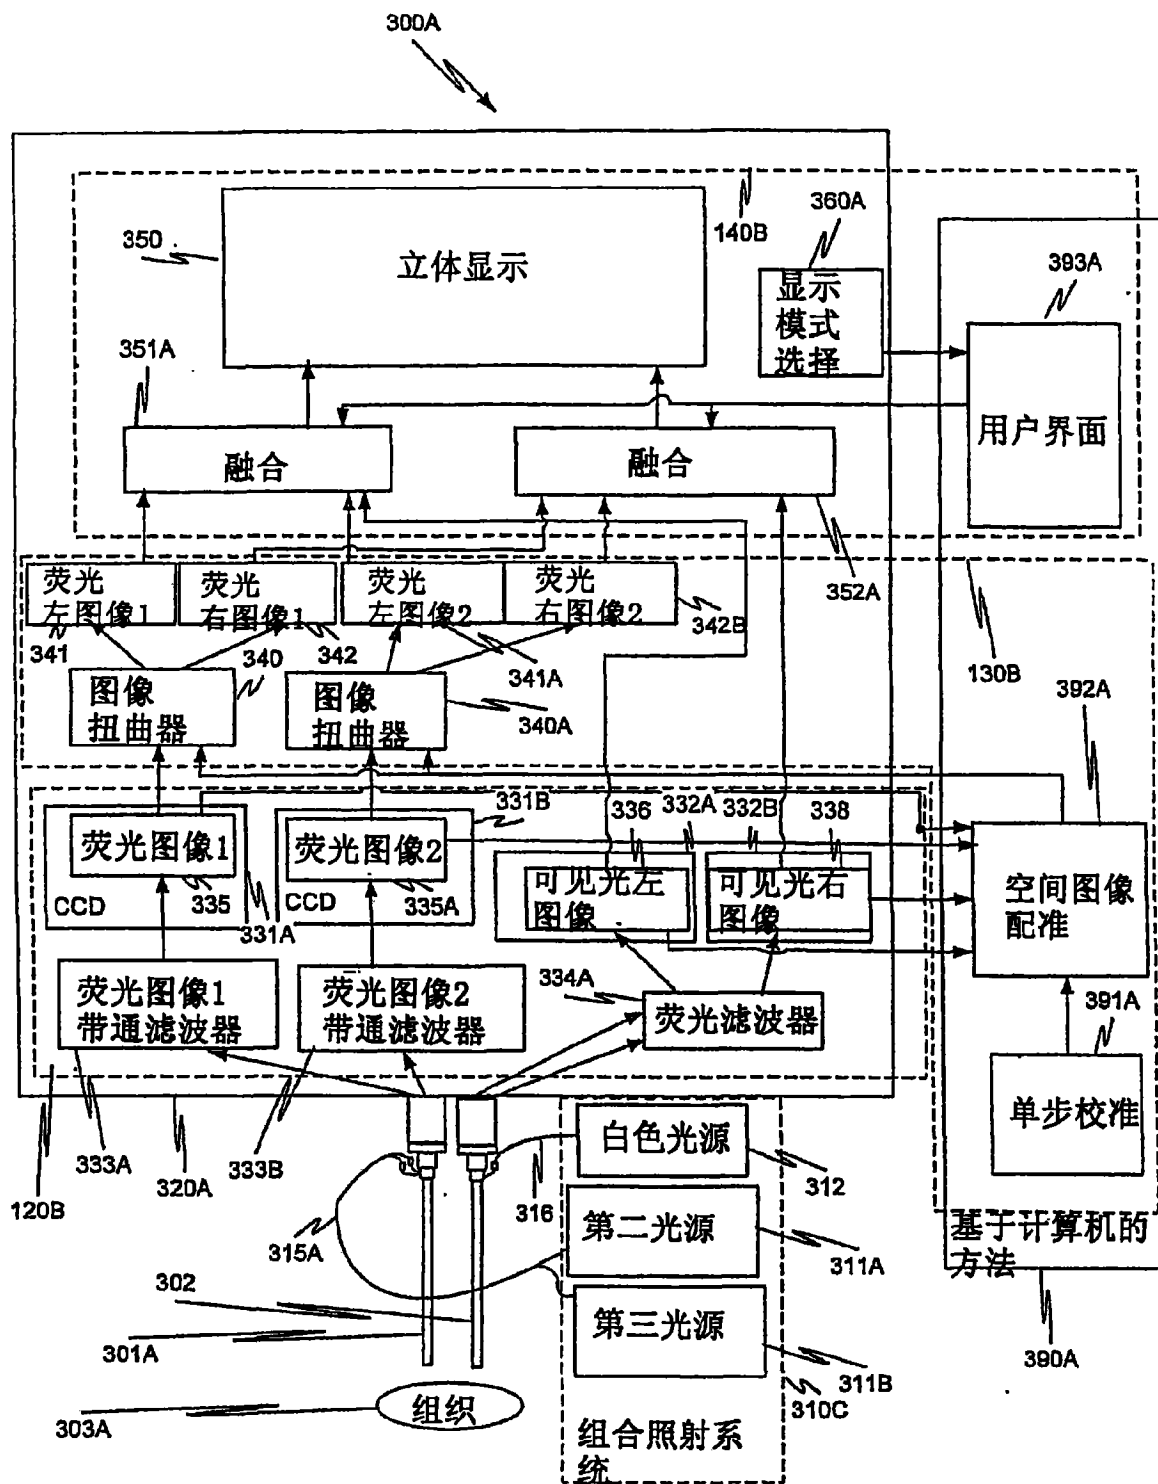 300A
140B
360A
350
立体显示
显示
模式
选择
393A
351A
用户界面
融合
融合
352A
荧光
左图像1
荧光
右图像1
荧光
左图像2
荧光
右图像2
342B
341
340
342
341A
130B
图像
扭曲器
图像
扭曲器
340A
392A
331B
336
332A
332B
338
荧光图像1
335
CCD
331A
荧光图像2
335A
CCD
可见光左
图像
可见光右
图像
空间图像
配准
334A
391A
荧光图像1
带通滤波器
荧光图像2
带通滤波器
荧光滤波器
单步校准
333A
320A
333B
120B
白色光源
312
316
315A
第二光源
311A
基于计算机的
方法
302
301A
第三光源
311B
390A
310C
303A
组织
组合照射系
统